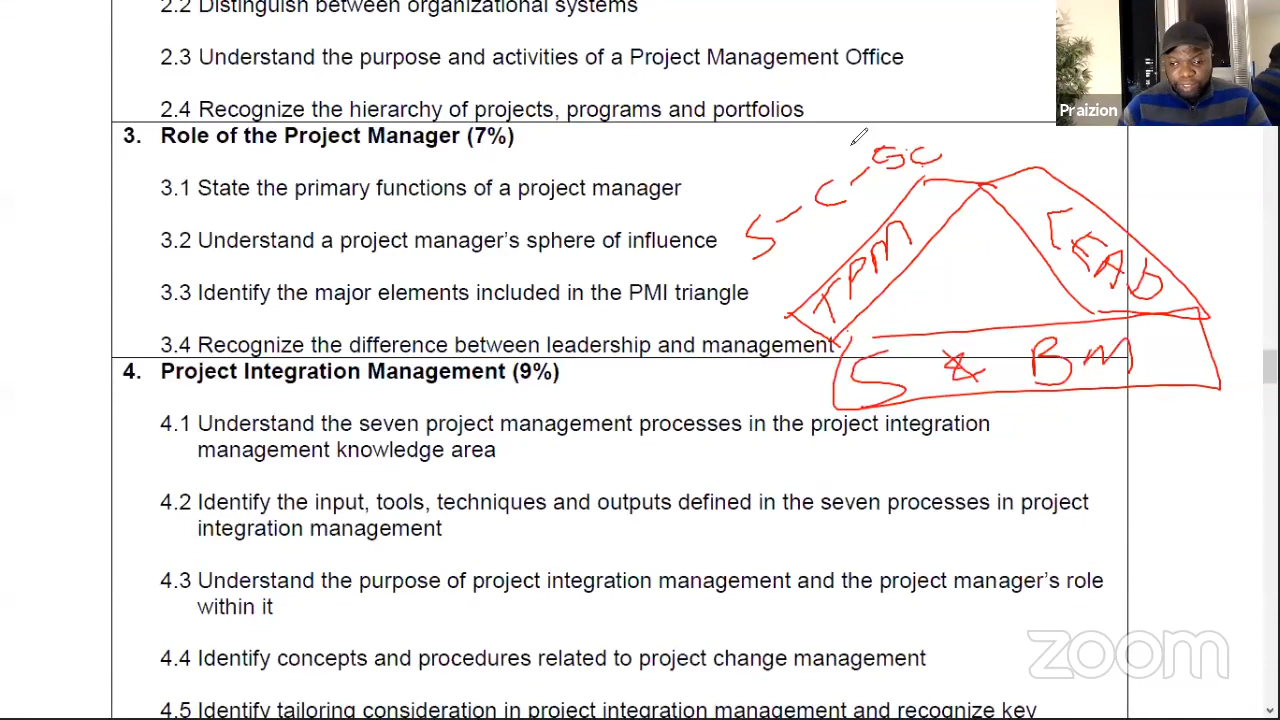 2.2 Distinguish between organizational systems
2.3 Understand the purpose and activities of a Project Management Office
2.4 Recognize the hierarchy of projects, programs and portfolios
Praizion
3. Role of the Project Manager (7%)
3.1 State the primary functions of a project manager
3.2 Understand a project manager's sphere of influence
3.3 Identify the major elements included in the PMI triangle
3.4 Recognize the difference between leadership and management
S - C - GC
TPM
LEAD
S & BM
4. Project Integration Management (9%)
4.1 Understand the seven project management processes in the project integration
management knowledge area
4.2 Identify the input, tools, techniques and outputs defined in the seven processes in project
integration management
4.3 Understand the purpose of project integration management and the project manager's role
within it
4.4 Identify concepts and procedures related to project change management
4.5 Identify tailoring consideration in project integration management and recognize key
zoom